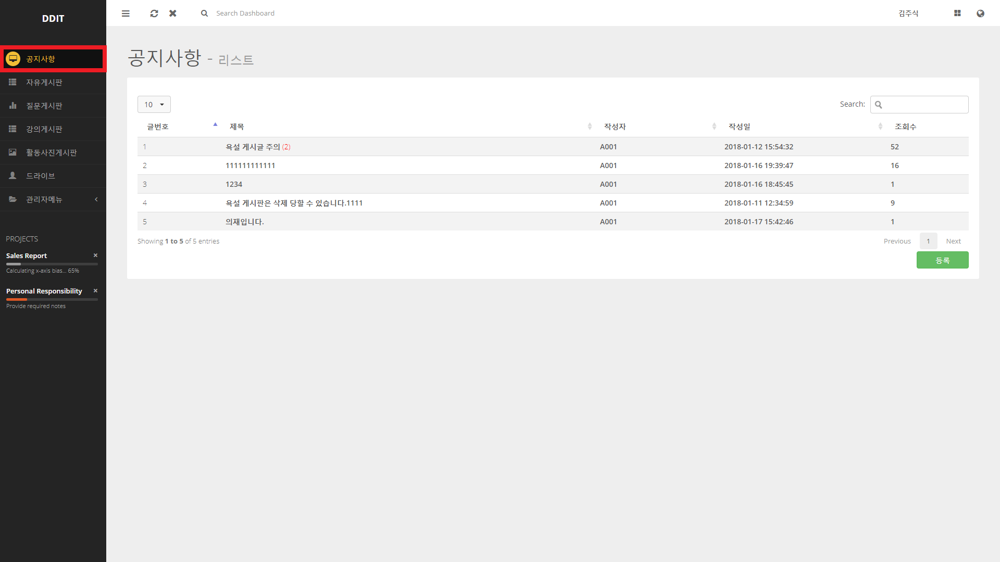 DDIT
Search Dashboard
김주식
공지사항
자유게시판
질문게시판
강의게시판
활동사진게시판
드라이브
관리자메뉴
PROJECTS
Sales Report
Calculating x-axis bias... 65%
Personal Responsibility
Provide required notes
공지사항 - 리스트
10 Search:
글번호 제목 작성자 작성일 조회수
1 욕설 게시글 주의 (2) A001 2018-01-12 15:54:32 52
2 111111111111 A001 2018-01-16 19:39:47 16
3 1234 A001 2018-01-16 18:45:45 1
4 욕설 게시판은 삭제 당할 수 있습니다.1111 A001 2018-01-11 12:34:59 9
5 의재입니다. A001 2018-01-17 15:42:46 1
Showing 1 to 5 of 5 entries Previous 1 Next
등록